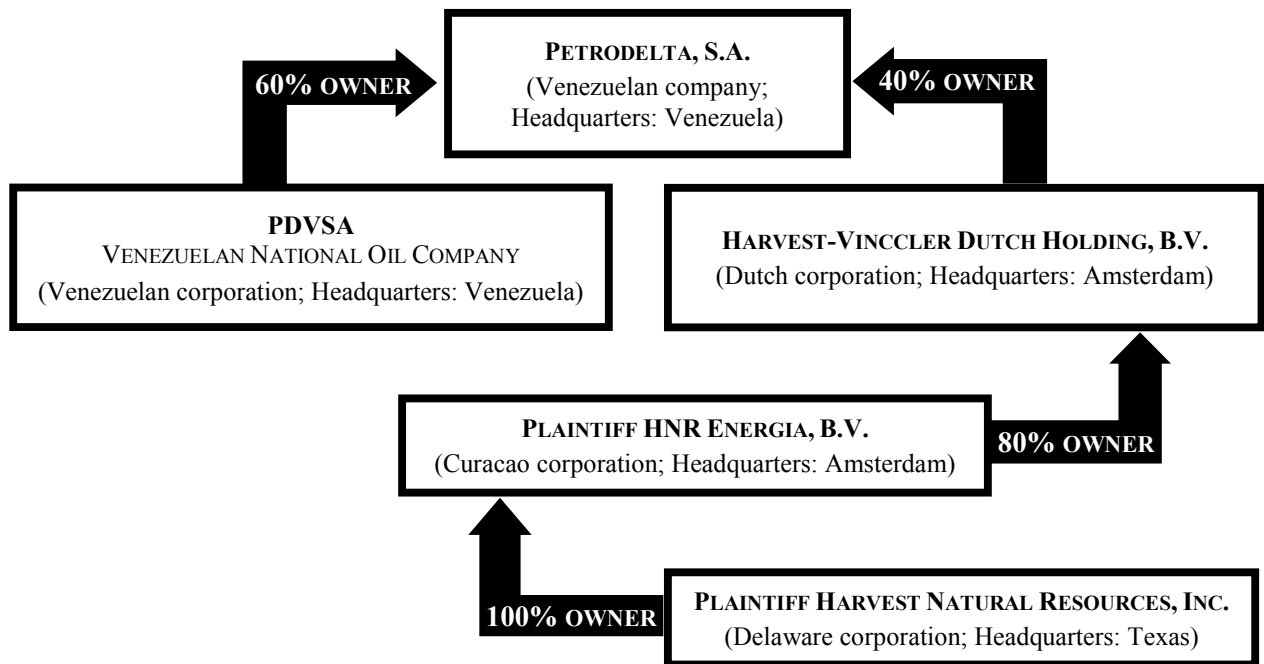 PETRODELTA, S.A.
(Venezuelan company;
Headquarters: Venezuela)
60% OWNER
40% OWNER
PDVSA
VENEZUELAN NATIONAL OIL COMPANY
(Venezuelan corporation; Headquarters: Venezuela)
HARVEST-VINCCLER DUTCH HOLDING, B.V.
(Dutch corporation; Headquarters: Amsterdam)
PLAINTIFF HNR ENERGIA, B.V.
(Curacao corporation; Headquarters: Amsterdam)
80% OWNER
100% OWNER
PLAINTIFF HARVEST NATURAL RESOURCES, INC.
(Delaware corporation; Headquarters: Texas)